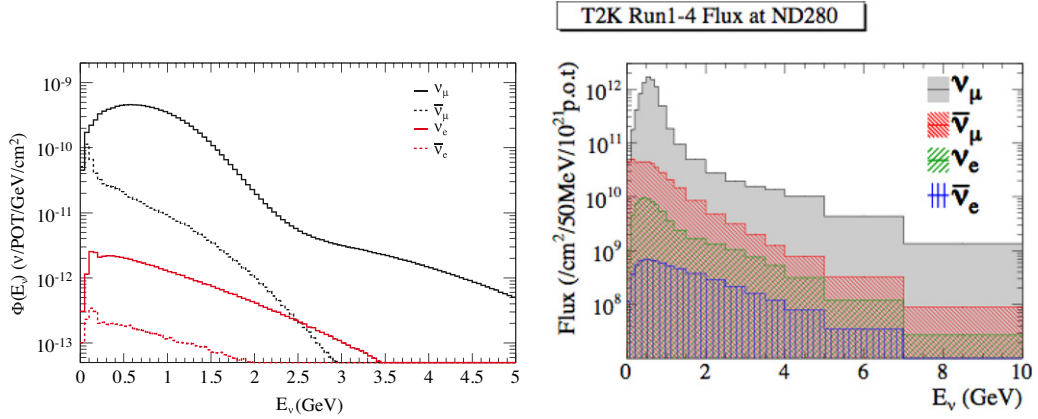 Φ(Eᵥ) (ν/POT/GeV/cm²)
10⁻⁹
10⁻¹⁰
10⁻¹¹
10⁻¹²
10⁻¹³
ν_μ
ν̅_μ
ν_e
ν̅_e
0 0.5 1 1.5 2 2.5 3 3.5 4 4.5 5
Eᵥ (GeV)
T2K Run1-4 Flux at ND280
Flux (/cm²/50MeV/10²¹p.o.t)
10¹²
10¹¹
10¹⁰
10⁹
10⁸
ν_μ
ν̅_μ
ν_e
ν̅_e
0 2 4 6 8 10
Eᵥ (GeV)